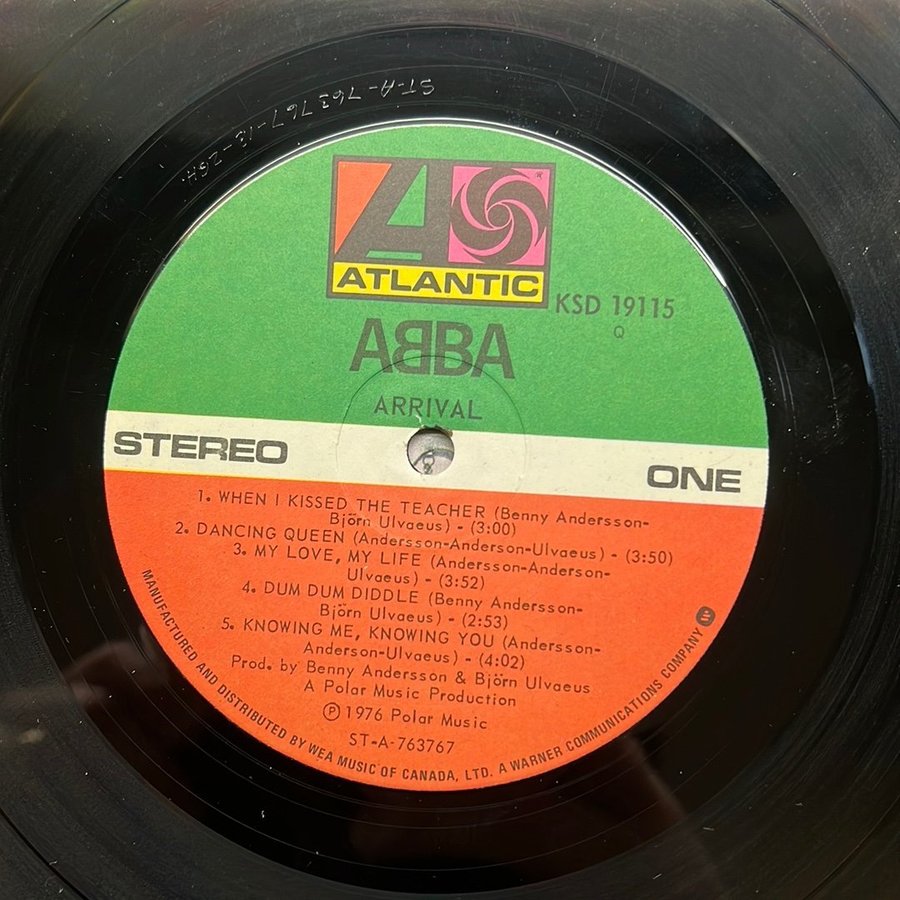 ST-A-763767-
ATLANTIC
KSD 19115
Q
ABBA
ARRIVAL
STEREO
ONE
1. WHEN I KISSED THE TEACHER (Benny Andersson-
Björn Ulvaeus) - (3:00)
2. DANCING QUEEN (Andersson-Anderson-Ulvaeus) - (3:50)
3. MY LOVE, MY LIFE (Andersson-Anderson-
Ulvaeus) - (3:52)
4. DUM DUM DIDDLE (Benny Andersson-
Björn Ulvaeus) - (2:53)
5. KNOWING ME, KNOWING YOU (Andersson-
Anderson-Ulvaeus) - (4:02)
Prod. by Benny Andersson & Björn Ulvaeus
A Polar Music Production
Ⓟ 1976 Polar Music
ST-A-763767
MANUFACTURED AND DISTRIBUTED BY WEA MUSIC OF CANADA, LTD. A WARNER COMMUNICATIONS COMPANY